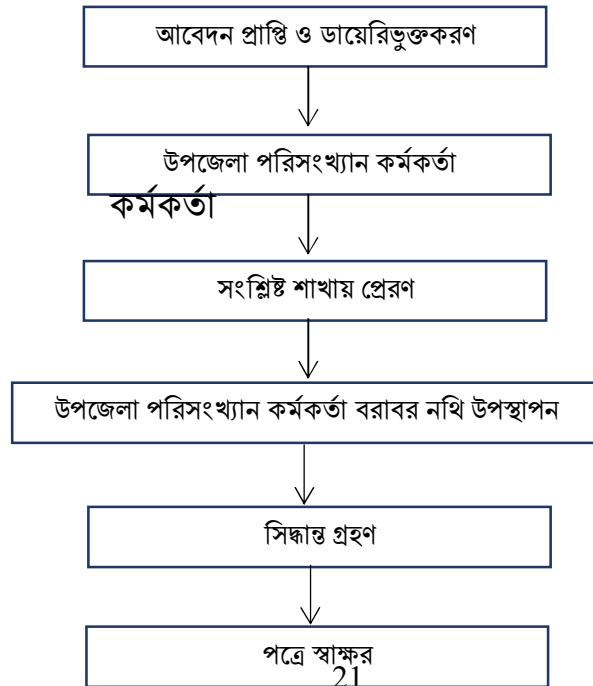 আবেদন প্রাপ্তি ও ডায়েরিভুক্তকরণ
উপজেলা পরিসংখ্যান কর্মকর্তা
কর্মকর্তা
সংশ্লিষ্ট শাখায় প্রেরণ
উপজেলা পরিসংখ্যান কর্মকর্তা বরাবর নথি উপস্থাপন
সিদ্ধান্ত গ্রহণ
পত্রে স্বাক্ষর
21